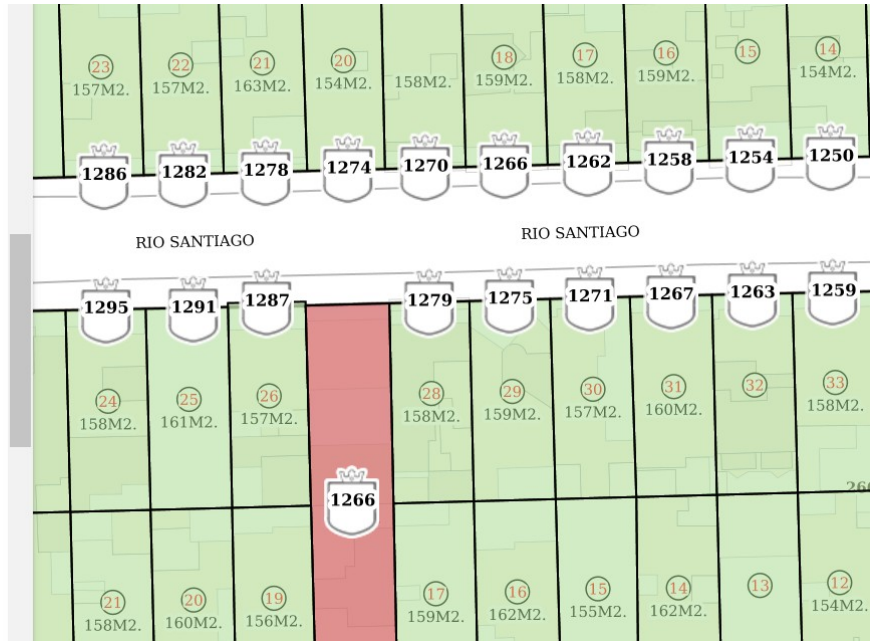 23 22 21 20 18 17 16 15 14
157M2. 157M2. 163M2. 154M2. 158M2. 159M2. 158M2. 159M2. 154M2.
1286 1282 1278 1274 1270 1266 1262 1258 1254 1250
RIO SANTIAGO RIO SANTIAGO
1295 1291 1287 1279 1275 1271 1267 1263 1259
24 25 26 28 29 30 31 32 33
158M2. 161M2. 157M2. 158M2. 159M2. 157M2. 160M2. 158M2.
1266
21 20 19 17 16 15 14 13 12
158M2. 160M2. 156M2. 159M2. 162M2. 155M2. 162M2. 154M2.